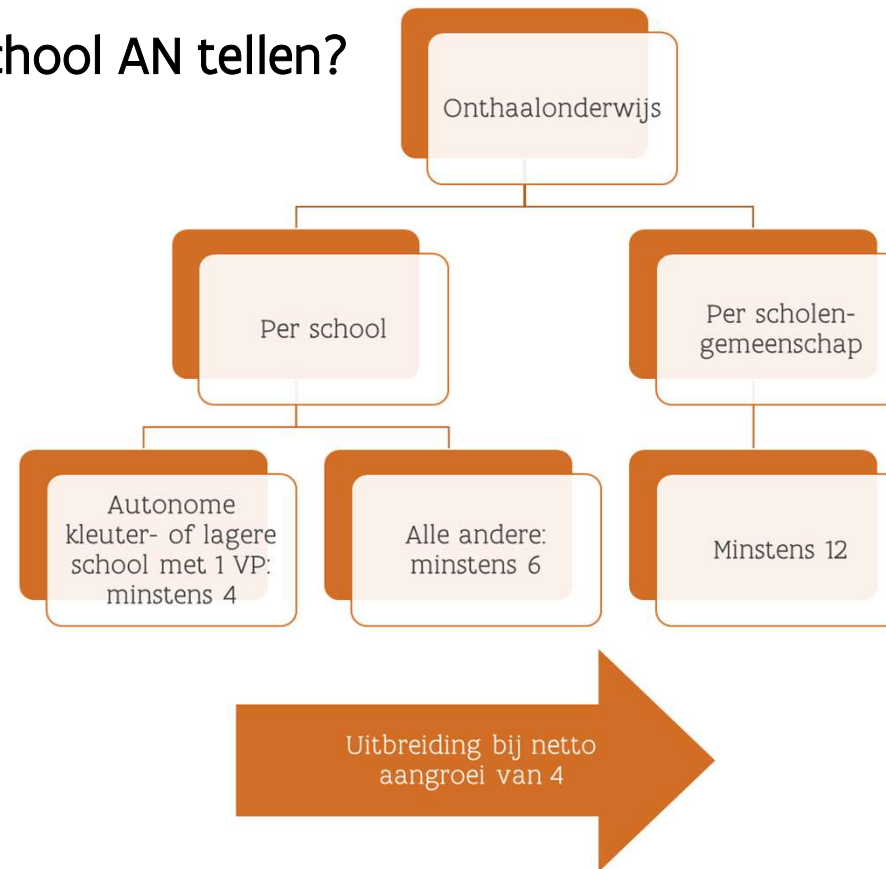 chool AN tellen?
Onthaalonderwijs
Per school
Per scholen-
gemeenschap
Autonome
kleuter- of lagere
school met 1 VP:
minstens 4
Alle andere:
minstens 6
Minstens 12
Uitbreiding bij netto
aangroei van 4